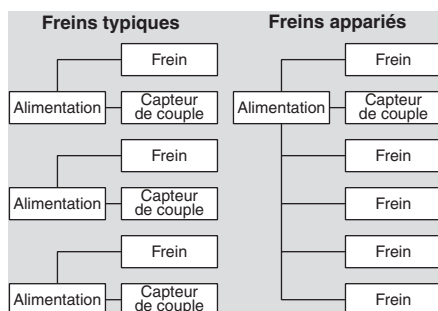 Freins typiques
Frein
Alimentation
Capteur
de couple
Frein
Alimentation
Capteur
de couple
Frein
Alimentation
Capteur
de couple
Freins appariés
Frein
Alimentation
Capteur
de couple
Frein
Frein
Frein
Frein